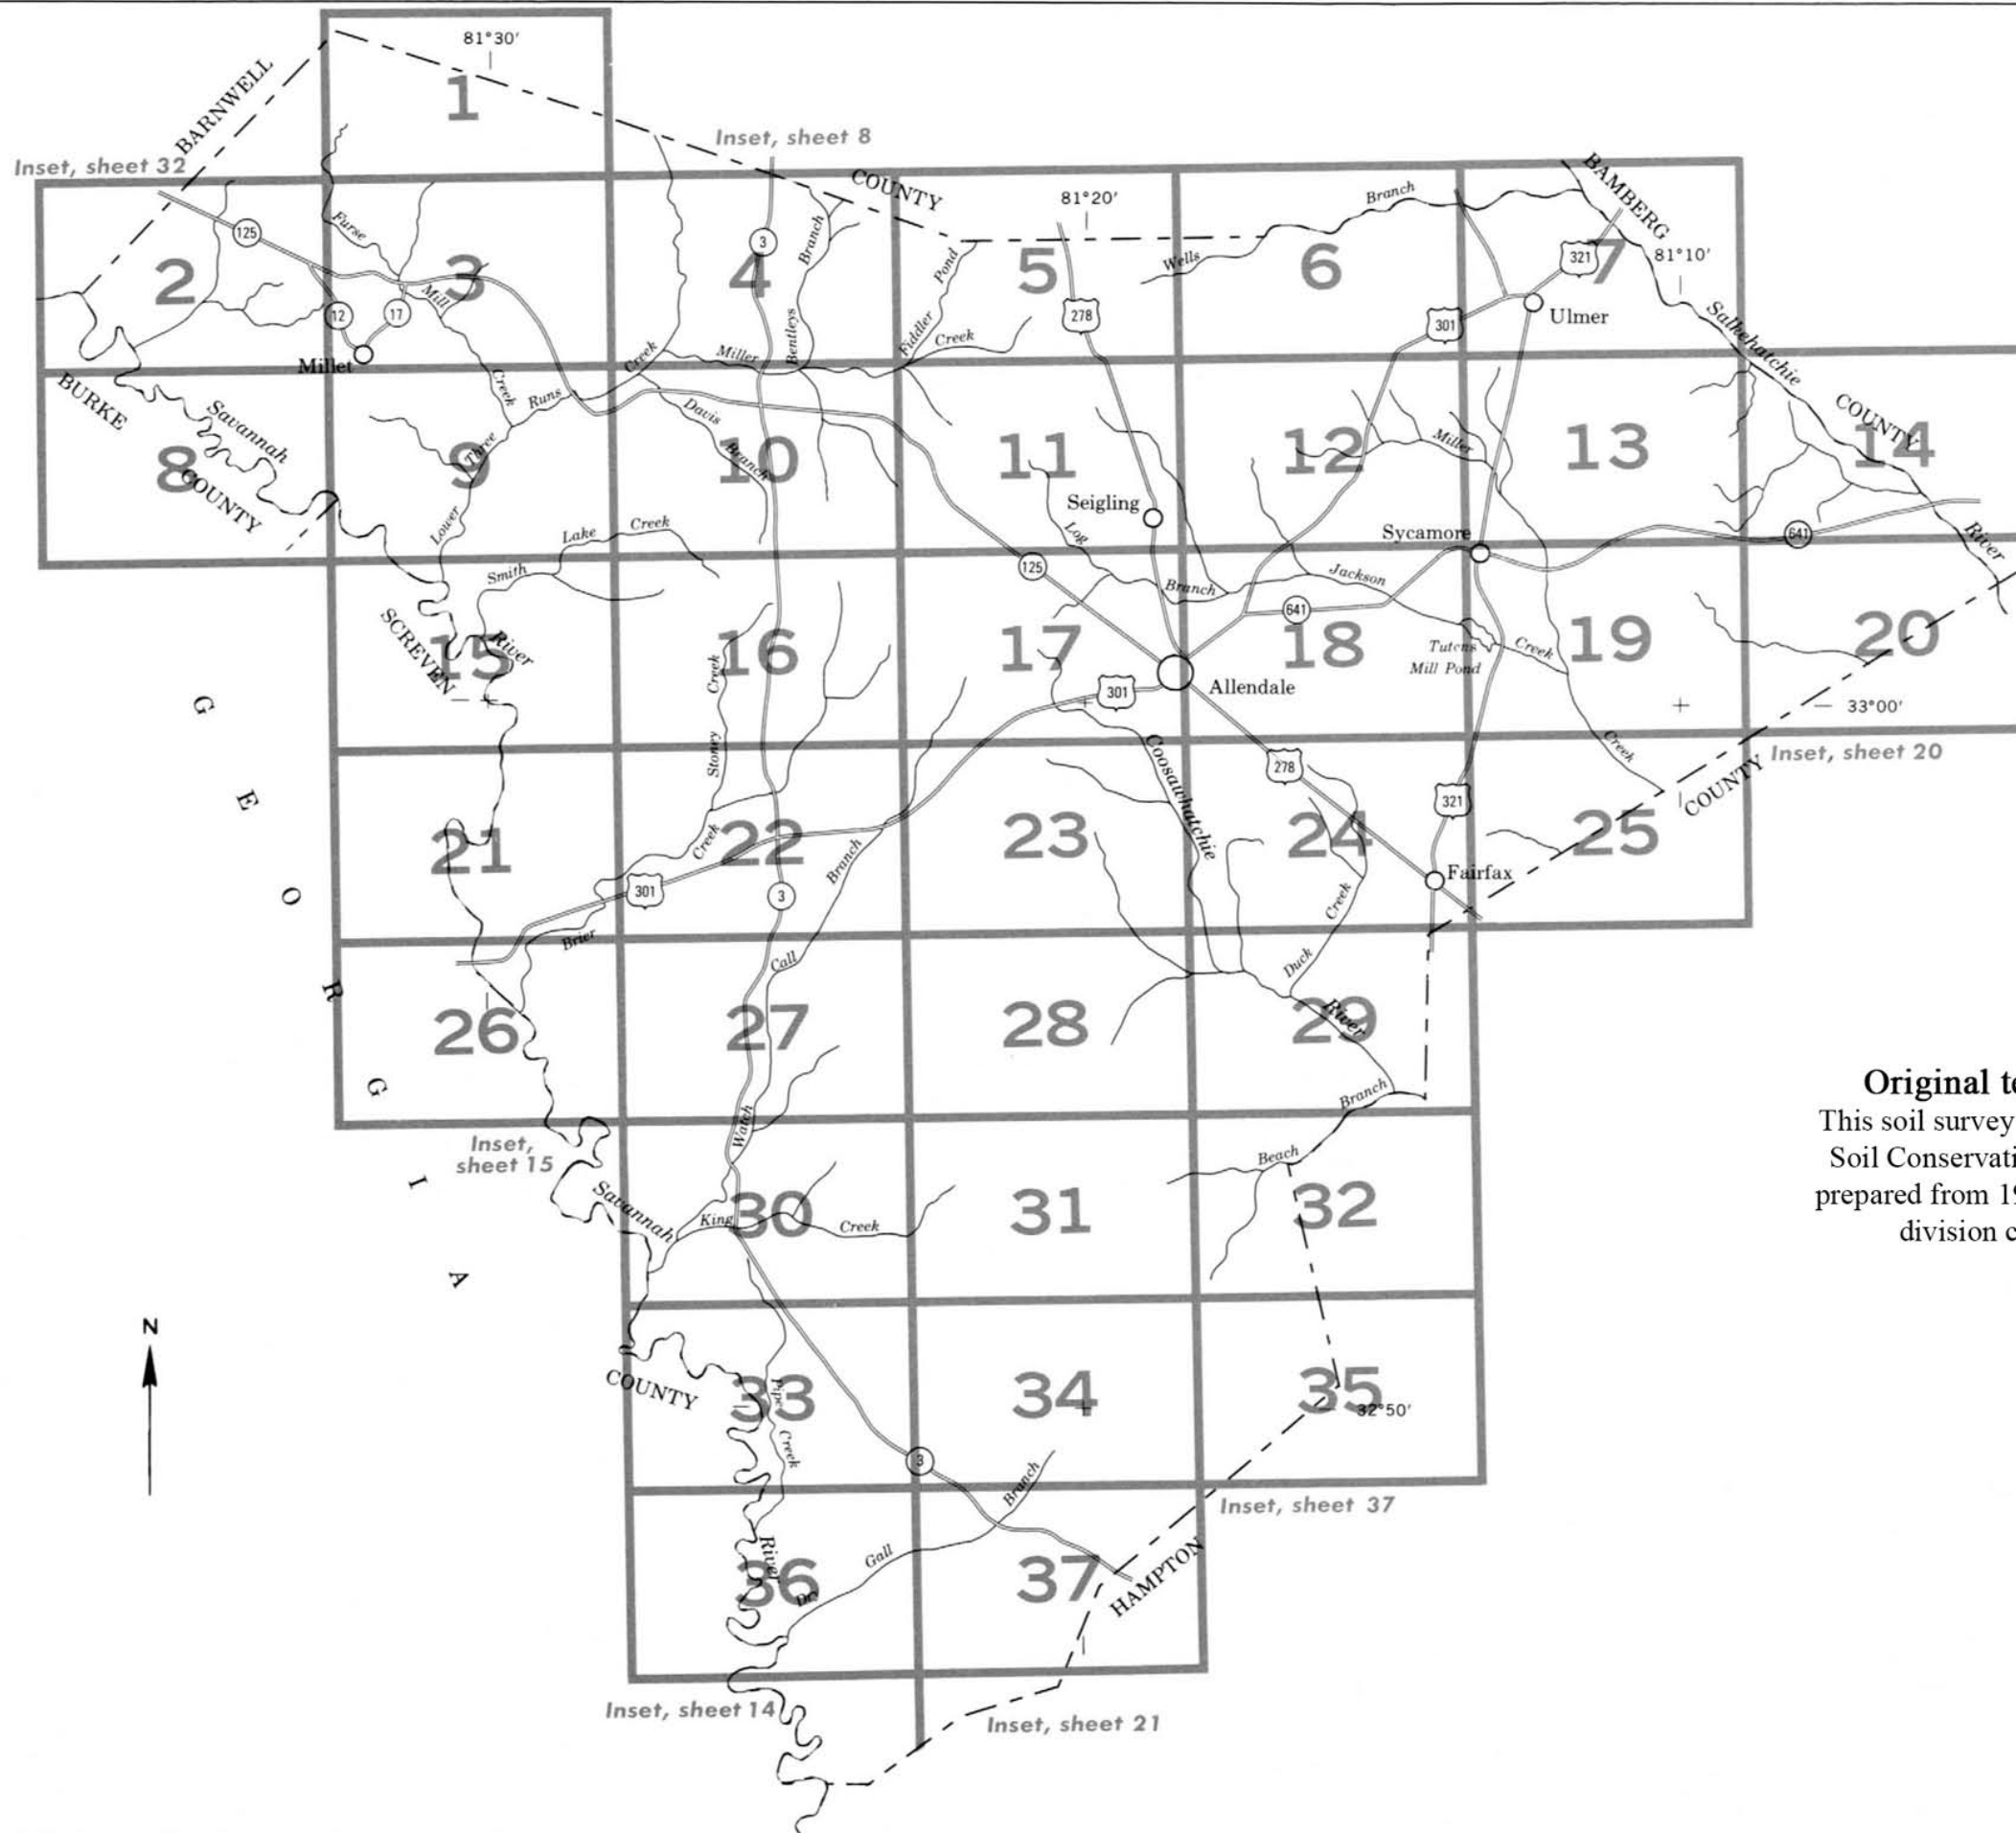 81°30′
BARNWELL
1
Inset, sheet 8
Inset, sheet 32
COUNTY
BAMBERG
81°20′
Branch
125
Furse
3
Branch
Pond
Wells
321
81°10′
2
3
4
5
6
7
Mill
12
17
278
301
Ulmer
Salkehatchie
Bentleys
Fiddler
Creek
Millet
Creek
Miller
BURKE
Savannah
Creek
Runs
Davis
COUNTY
8
COUNTY
9
Three
10
Branch
11
12
Miller
13
14
Seigling
Lower
Lake
Creek
Log
Sycamore
641
River
Smith
125
Branch
Jackson
641
SCREVEN
15
River
16
Creek
17
18
Tutens
Mill Pond
Creek
19
20
301
Allendale
33°00′
Stoney
Coosawhatchie
278
Creek
COUNTY
Inset, sheet 20
321
21
Creek
22
Branch
23
24
25
301
3
Creek
Fairfax
Brier
Call
Duck
26
27
28
River
29
Watch
Branch
Inset,
sheet 15
Beach
Savannah
King
30
Creek
31
32
GEORGIA
N
COUNTY
33
Pipe
Creek
34
35
32°50′
3
Branch
Inset, sheet 37
River
36
Gall
37
HAMPTON
Inset, sheet 14
Inset, sheet 21
Original te
This soil survey
Soil Conservati
prepared from 19
division c